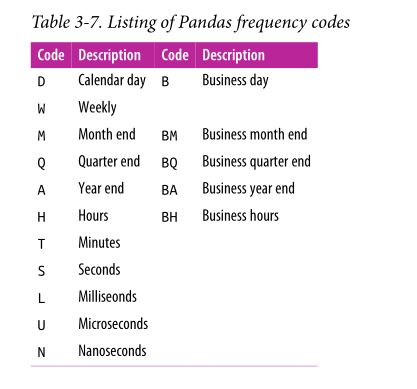 Table 3-7. Listing of Pandas frequency codes
Code Description Code Description
D Calendar day B Business day
W Weekly
M Month end BM Business month end
Q Quarter end BQ Business quarter end
A Year end BA Business year end
H Hours BH Business hours
T Minutes
S Seconds
L Milliseonds
U Microseconds
N Nanoseconds